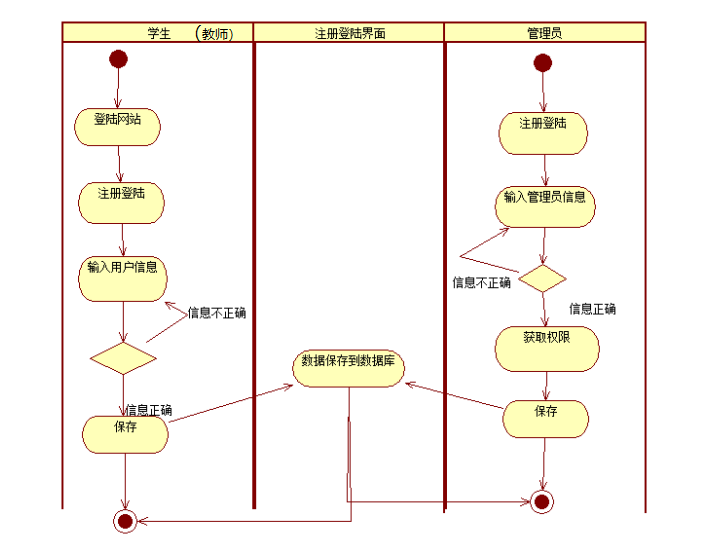 学生 （教师）
注册登陆界面
管理员
登陆网站
注册登陆
输入用户信息
信息不正确
信息正确
保存
数据保存到数据库
注册登陆
输入管理员信息
信息不正确
信息正确
获取权限
保存